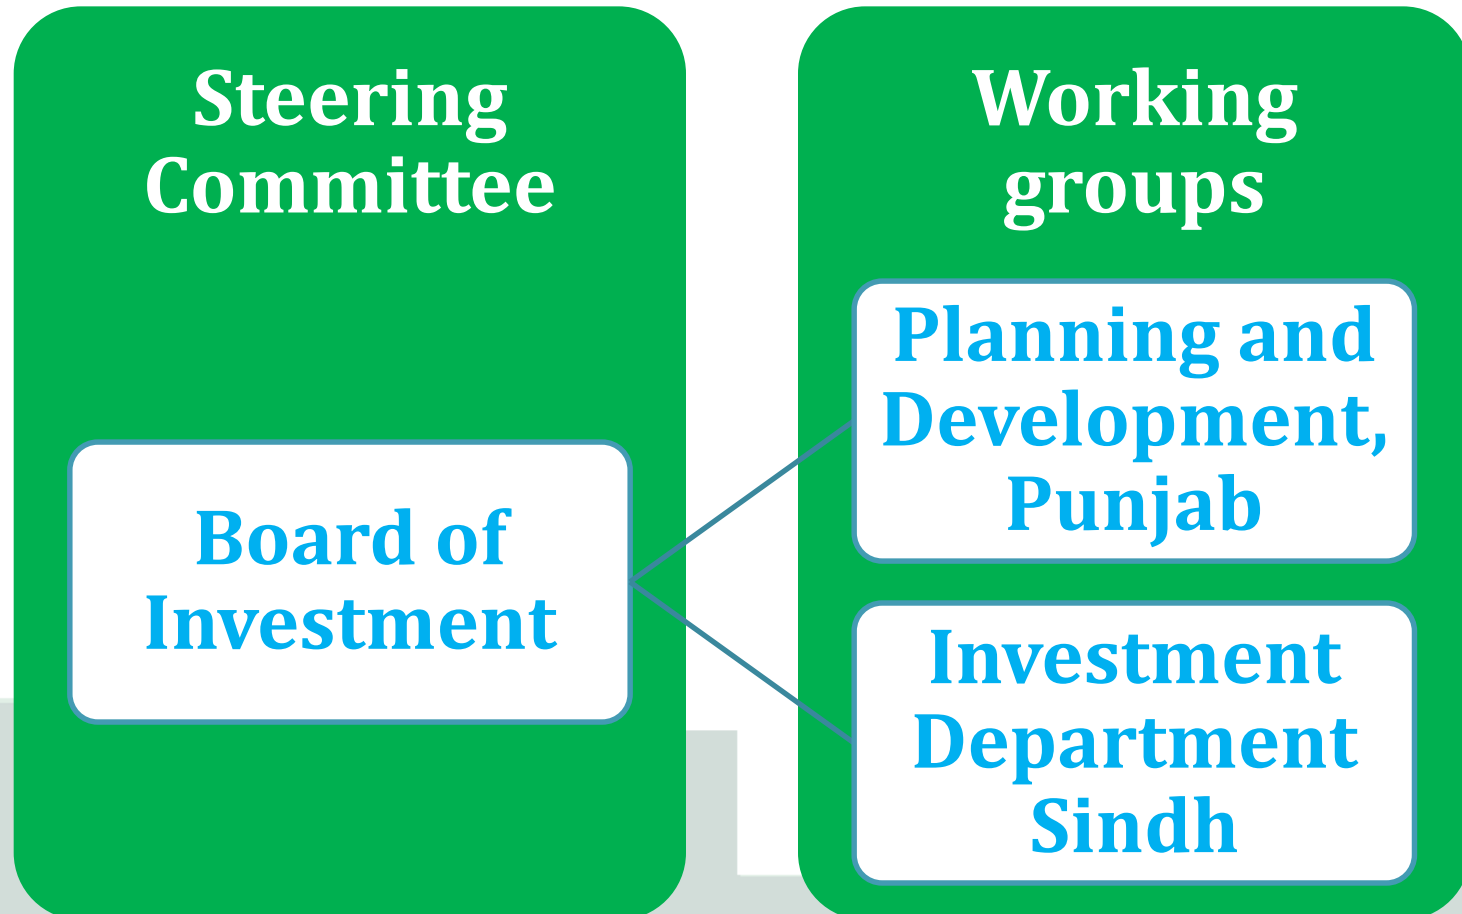 Steering
Committee
Board of
Investment
Working
groups
Planning and
Development,
Punjab
Investment
Department
Sindh